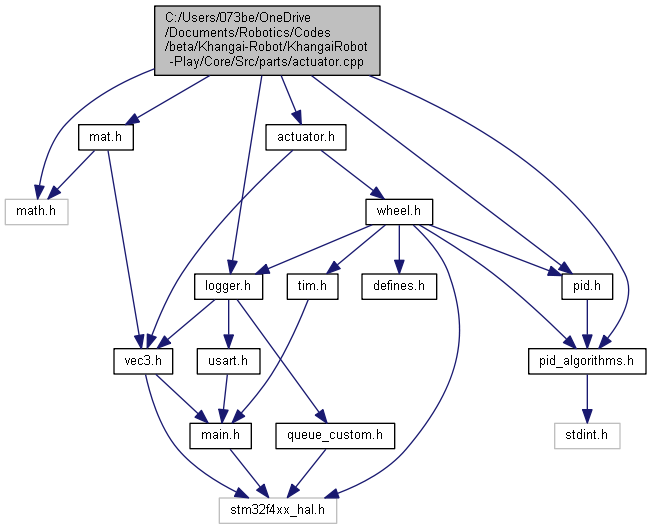 C:/Users/073be/OneDrive
/Documents/Robotics/Codes
/beta/Khangai-Robot/KhangaiRobot
-Play/Core/Src/parts/actuator.cpp
mat.h
actuator.h
math.h
wheel.h
logger.h
tim.h
defines.h
pid.h
vec3.h
usart.h
pid_algorithms.h
main.h
queue_custom.h
stdint.h
stm32f4xx_hal.h